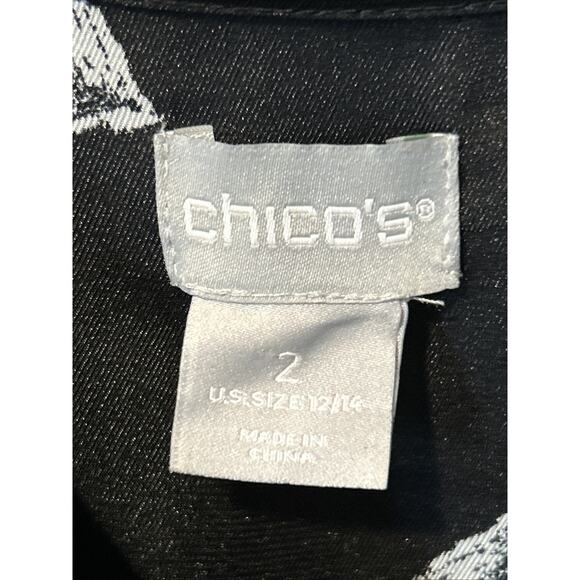 chico's®
2
U.S. SIZE 12/14
MADE IN
CHINA